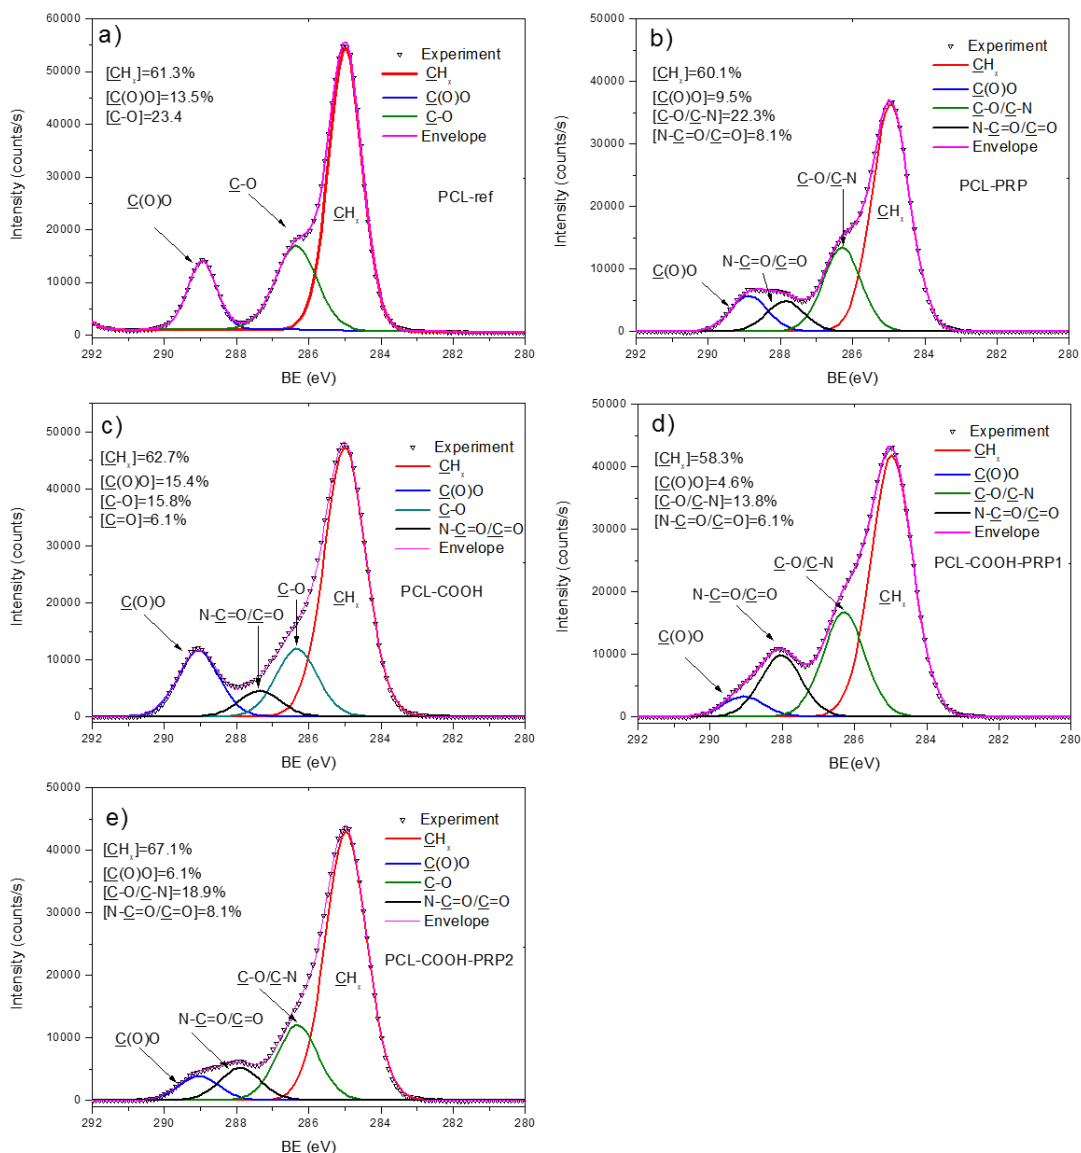 a)
[CHx]=61.3%
[C(O)O]=13.5%
[C-O]=23.4
Experiment
CHx
C(O)O
C-O
Envelope
PCL-ref
C(O)O
C-O
CHx
60000
50000
40000
30000
20000
10000
0
292 290 288 286 284 282 280
BE (eV)
Intensity (counts/s)
b)
[CHx]=60.1%
[C(O)O]=9.5%
[C-O/C-N]=22.3%
[N-C=O/C=O]=8.1%
Experiment
CHx
C(O)O
C-O/C-N
N-C=O/C=O
Envelope
PCL-PRP
C-O/C-N
CHx
N-C=O/C=O
C(O)O
50000
40000
30000
20000
10000
0
292 290 288 286 284 282 280
BE(eV)
Intensity (counts/s)
c)
[CHx]=62.7%
[C(O)O]=15.4%
[C-O]=15.8%
[C=O]=6.1%
Experiment
CHx
C(O)O
C-O
N-C=O/C=O
Envelope
PCL-COOH
C-O
C(O)O
N-C=O/C=O
CHx
50000
40000
30000
20000
10000
0
292 290 288 286 284 282 280
BE (eV)
Intensity (counts)
d)
[CHx]=58.3%
[C(O)O]=4.6%
[C-O/C-N]=13.8%
[N-C=O/C=O]=6.1%
Experiment
CHx
C(O)O
C-O/C-N
N-C=O/C=O
Envelope
PCL-COOH-PRP1
C-O/C-N
N-C=O/C=O
CHx
C(O)O
50000
40000
30000
20000
10000
0
292 290 288 286 284 282 280
BE(eV)
Intensity (counts/s)
e)
[CHx]=67.1%
[C(O)O]=6.1%
[C-O/C-N]=18.9%
[N-C=O/C=O]=8.1%
Experiment
CHx
C(O)O
C-O
N-C=O/C=O
Envelope
PCL-COOH-PRP2
C-O/C-N
CHx
N-C=O/C=O
C(O)O
50000
40000
30000
20000
10000
0
292 290 288 286 284 282 280
BE (eV)
Intensity (counts/s)